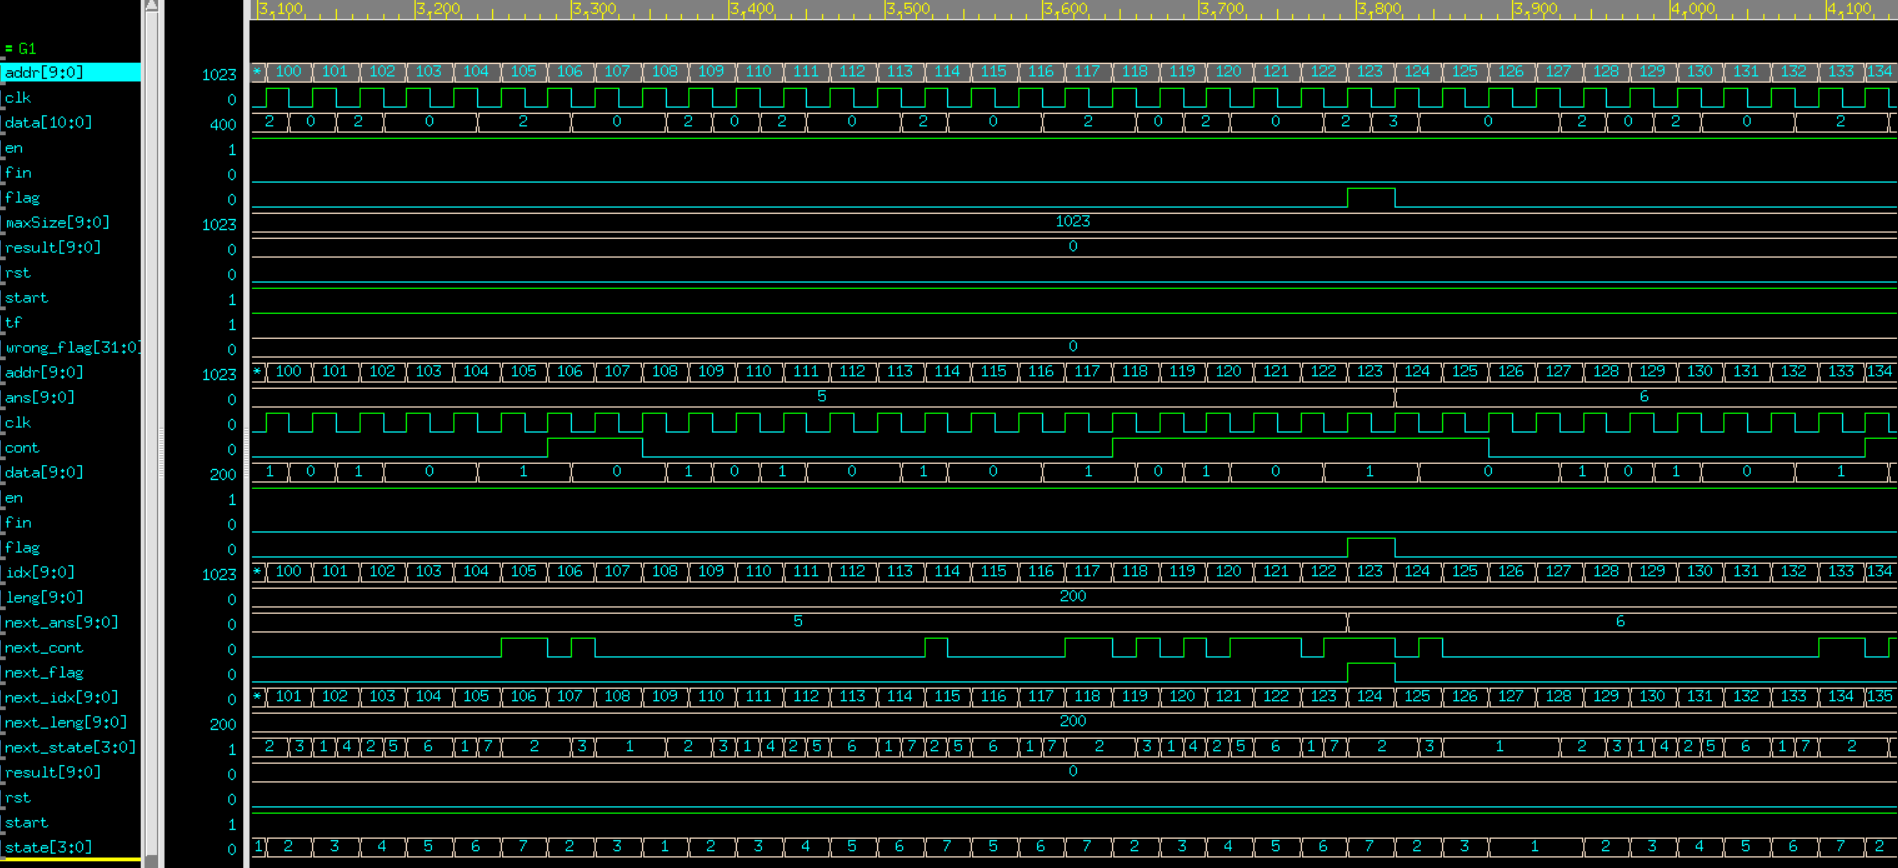 3,100 3,200 3,300 3,400 3,500 3,600 3,700 3,800 3,900 4,000 4,100
= G1
addr[9:0] 1023 * 100 101 102 103 104 105 106 107 108 109 110 111 112 113 114 115 116 117 118 119 120 121 122 123 124 125 126 127 128 129 130 131 132 133 134
clk 0
data[10:0] 400 2 0 2 0 2 0 2 0 2 0 2 0 2 0 2 0 2 3 0 2 0 2 0 2
en 1
fin 0
flag 0
maxSize[9:0] 1023 1023
result[9:0] 0 0
rst 0
start 1
tf 1
wrong_flag[31:0] 0 0
addr[9:0] 1023 * 100 101 102 103 104 105 106 107 108 109 110 111 112 113 114 115 116 117 118 119 120 121 122 123 124 125 126 127 128 129 130 131 132 133 134
ans[9:0] 0 5 6
clk 0
cont 0
data[9:0] 200 1 0 1 0 1 0 1 0 1 0 1 0 1 0 1 0 1 0 1 0 1 0 1
en 1
fin 0
flag 0
idx[9:0] 1023 * 100 101 102 103 104 105 106 107 108 109 110 111 112 113 114 115 116 117 118 119 120 121 122 123 124 125 126 127 128 129 130 131 132 133 134
leng[9:0] 0 200
next_ans[9:0] 0 5 6
next_cont 0
next_flag 0
next_idx[9:0] 0 * 101 102 103 104 105 106 107 108 109 110 111 112 113 114 115 116 117 118 119 120 121 122 123 124 125 126 127 128 129 130 131 132 133 134 135
next_leng[9:0] 200 200
next_state[3:0] 1 2 3 1 4 2 5 6 1 7 2 3 1 2 3 1 4 2 5 6 1 7 2 5 6 1 7 2 3 1 4 2 5 6 1 7 2 3 1 2 3 1 4 2 5 6 1 7 2
result[9:0] 0 0
rst 0
start 1
state[3:0] 0 1 2 3 4 5 6 7 2 3 1 2 3 4 5 6 7 5 6 7 2 3 4 5 6 7 2 3 1 2 3 4 5 6 7 2